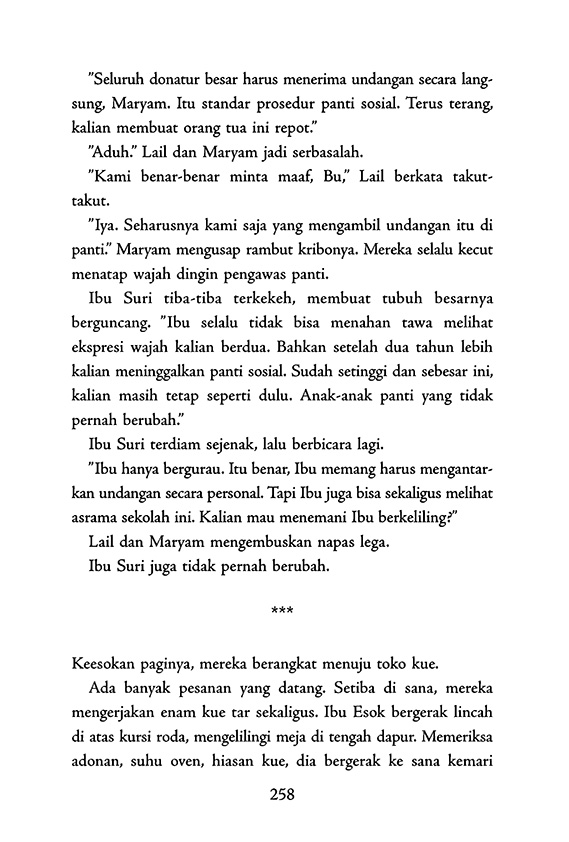 ”Seluruh donatur besar harus menerima undangan secara lang-
sung, Maryam. Itu standar prosedur panti sosial. Terus terang,
kalian membuat orang tua ini repot.”
”Aduh.” Lail dan Maryam jadi serbasalah.
”Kami benar-benar minta maaf, Bu,” Lail berkata takut-
takut.
”Iya. Seharusnya kami saja yang mengambil undangan itu di
panti.” Maryam mengusap rambut kribonya. Mereka selalu kecut
menatap wajah dingin pengawas panti.
Ibu Suri tiba-tiba terkekeh, membuat tubuh besarnya
berguncang. ”Ibu selalu tidak bisa menahan tawa melihat
ekspresi wajah kalian berdua. Bahkan setelah dua tahun lebih
kalian meninggalkan panti sosial. Sudah setinggi dan sebesar ini,
kalian masih tetap seperti dulu. Anak-anak panti yang tidak
pernah berubah.”
Ibu Suri terdiam sejenak, lalu berbicara lagi.
”Ibu hanya bergurau. Itu benar, Ibu memang harus mengantar-
kan undangan secara personal. Tapi Ibu juga bisa sekaligus melihat
asrama sekolah ini. Kalian mau menemani Ibu berkeliling?”
Lail dan Maryam mengembuskan napas lega.
Ibu Suri juga tidak pernah berubah.
***
Keesokan paginya, mereka berangkat menuju toko kue.
Ada banyak pesanan yang datang. Setiba di sana, mereka
mengerjakan enam kue tar sekaligus. Ibu Esok bergerak lincah
di atas kursi roda, mengelilingi meja di tengah dapur. Memeriksa
adonan, suhu oven, hiasan kue, dia bergerak ke sana kemari
258